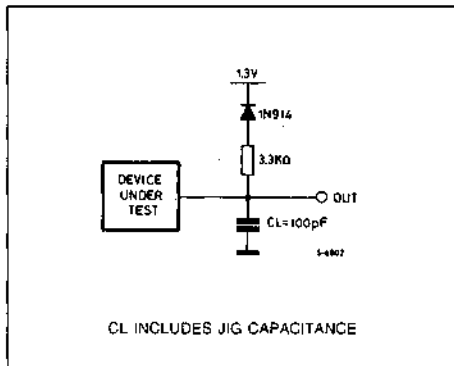 1.3V
1N914
3.3KΩ
DEVICE
UNDER
TEST
OUT
CL=100pF
CL INCLUDES JIG CAPACITANCE